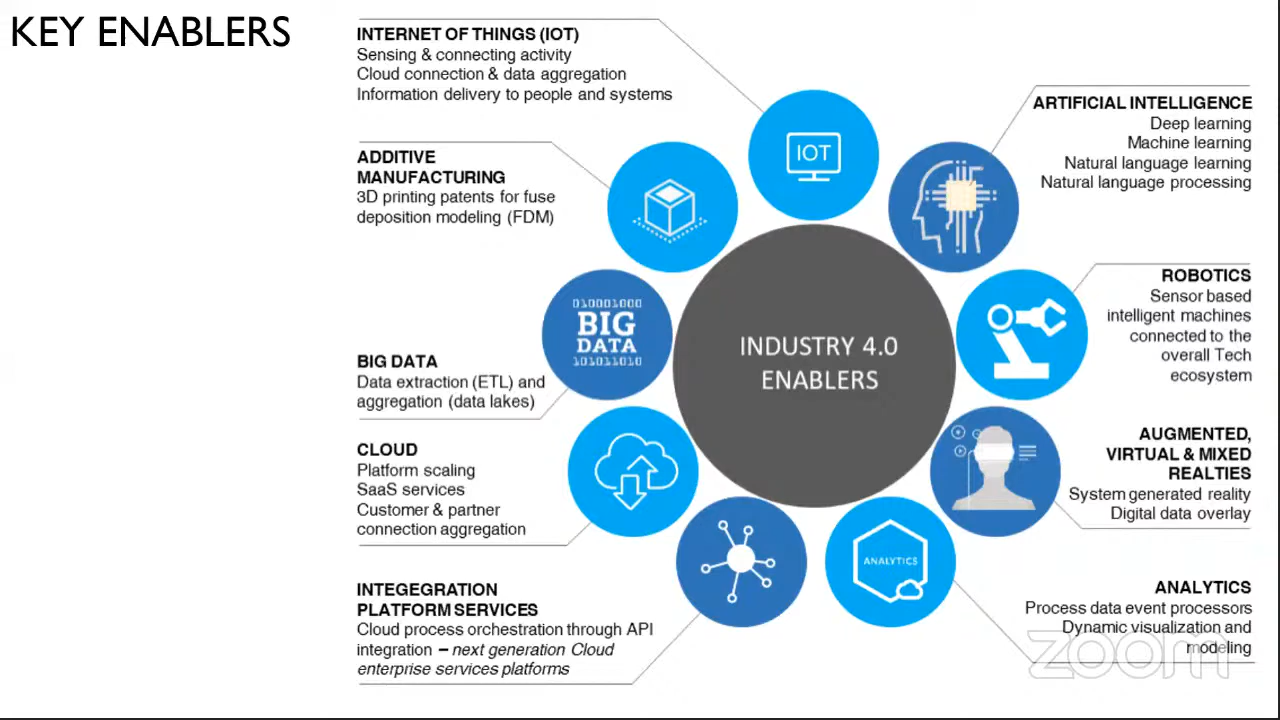 KEY ENABLERS
INTERNET OF THINGS (IOT)
Sensing & connecting activity
Cloud connection & data aggregation
Information delivery to people and systems
IOT
ARTIFICIAL INTELLIGENCE
Deep learning
Machine learning
Natural language learning
Natural language processing
ADDITIVE
MANUFACTURING
3D printing patents for fuse
deposition modeling (FDM)
010001000
BIG
DATA
101011010
BIG DATA
Data extraction (ETL) and
aggregation (data lakes)
INDUSTRY 4.0
ENABLERS
ROBOTICS
Sensor based
intelligent machines
connected to the
overall Tech
ecosystem
CLOUD
Platform scaling
SaaS services
Customer & partner
connection aggregation
AUGMENTED,
VIRTUAL & MIXED
REALTIES
System generated reality
Digital data overlay
INTEGEGRATION
PLATFORM SERVICES
Cloud process orchestration through API
integration – next generation Cloud
enterprise services platforms
ANALYTICS
ANALYTICS
Process data event processors
Dynamic visualization and
modeling
zoom